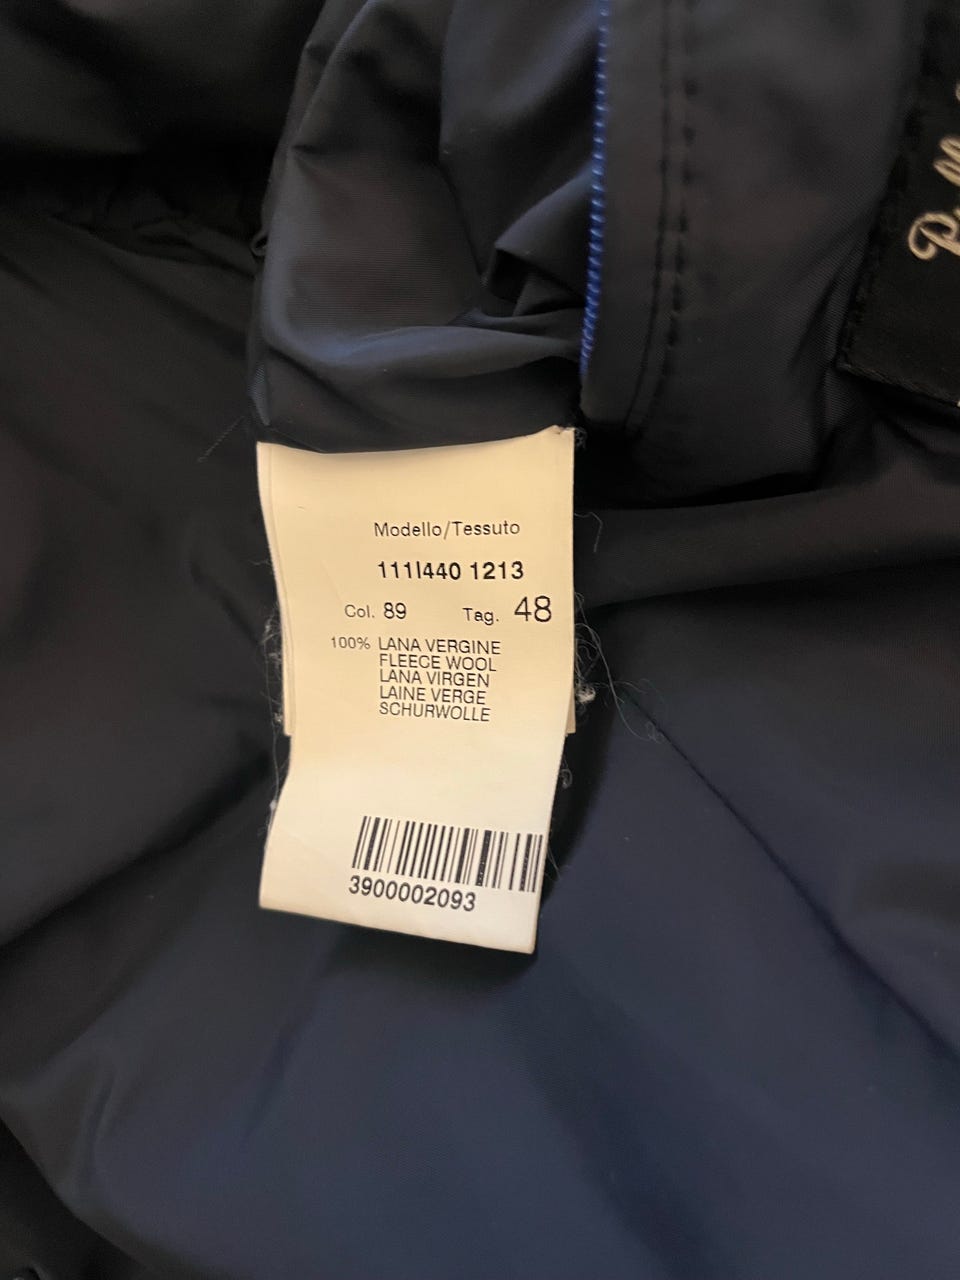 Modello/Tessuto
111I440 1213
Col. 89 Tag. 48
100% LANA VERGINE
FLEECE WOOL
LANA VIRGEN
LAINE VERGE
SCHURWOLLE
3900002093